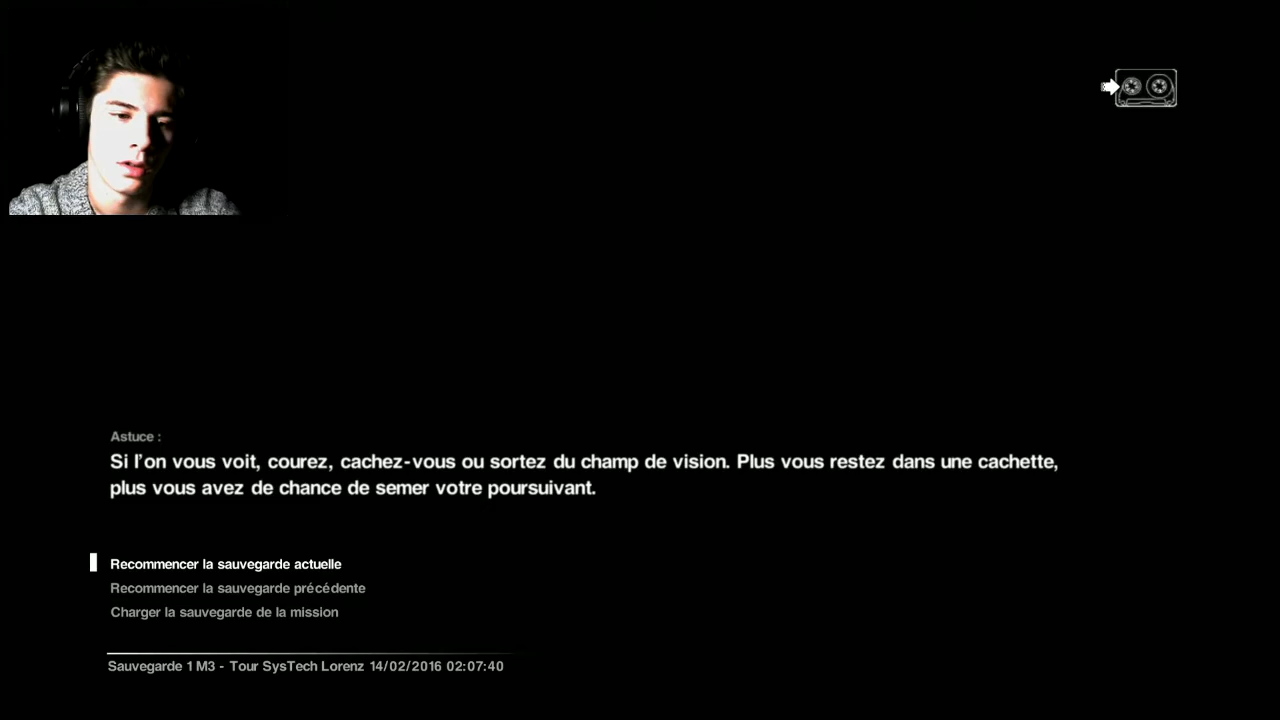 Astuce :
Si l'on vous voit, courez, cachez-vous ou sortez du champ de vision. Plus vous restez dans une cachette,
plus vous avez de chance de semer votre poursuivant.
Recommencer la sauvegarde actuelle
Recommencer la sauvegarde précédente
Charger la sauvegarde de la mission
Sauvegarde 1 M3 - Tour SysTech Lorenz 14/02/2016 02:07:40